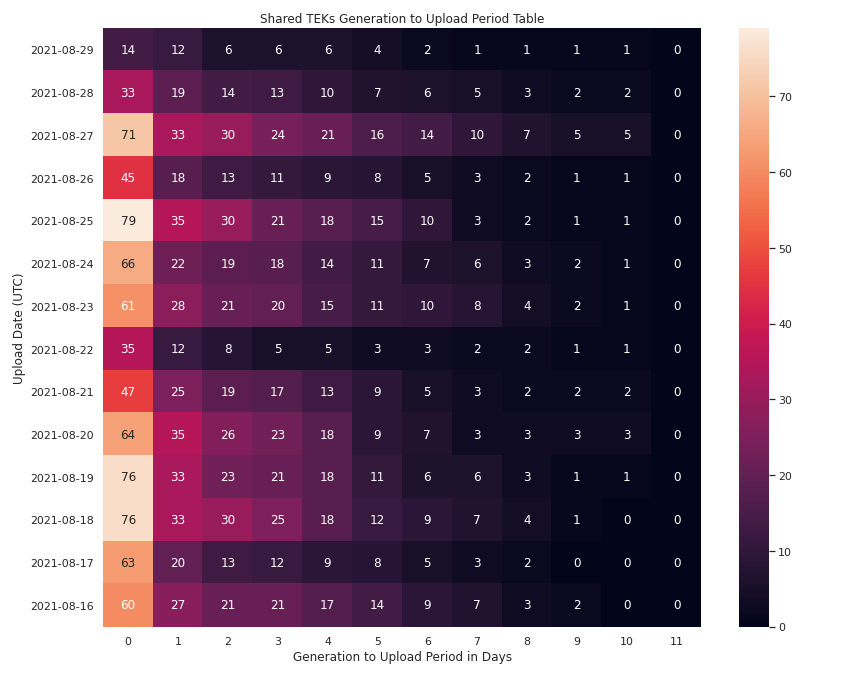 Shared TEKs Generation to Upload Period Table
Upload Date (UTC)
2021-08-29 14 12 6 6 6 4 2 1 1 1 1 0
2021-08-28 33 19 14 13 10 7 6 5 3 2 2 0
2021-08-27 71 33 30 24 21 16 14 10 7 5 5 0
2021-08-26 45 18 13 11 9 8 5 3 2 1 1 0
2021-08-25 79 35 30 21 18 15 10 3 2 1 1 0
2021-08-24 66 22 19 18 14 11 7 6 3 2 1 0
2021-08-23 61 28 21 20 15 11 10 8 4 2 1 0
2021-08-22 35 12 8 5 5 3 3 2 2 1 1 0
2021-08-21 47 25 19 17 13 9 5 3 2 2 2 0
2021-08-20 64 35 26 23 18 9 7 3 3 3 3 0
2021-08-19 76 33 23 21 18 11 6 6 3 1 1 0
2021-08-18 76 33 30 25 18 12 9 7 4 1 0 0
2021-08-17 63 20 13 12 9 8 5 3 2 0 0 0
2021-08-16 60 27 21 21 17 14 9 7 3 2 0 0
0 1 2 3 4 5 6 7 8 9 10 11
Generation to Upload Period in Days
70
60
50
40
30
20
10
0